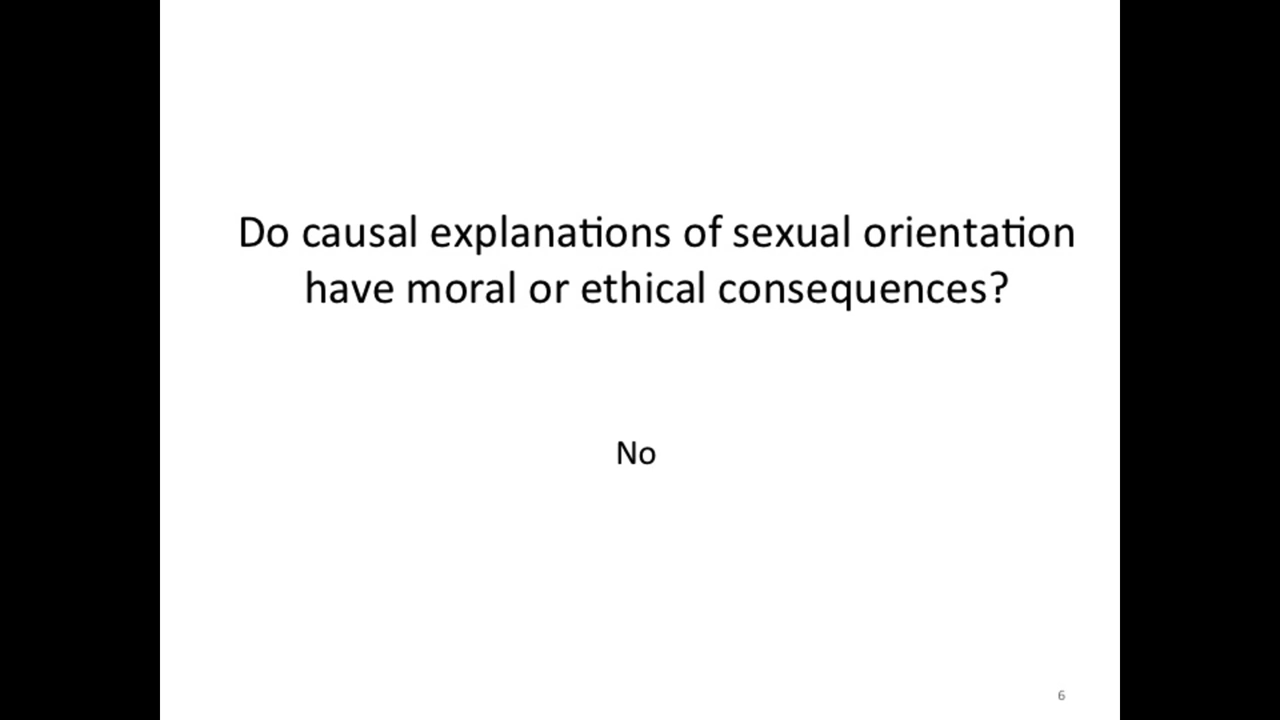 Do causal explanations of sexual orientation
have moral or ethical consequences?
No
6